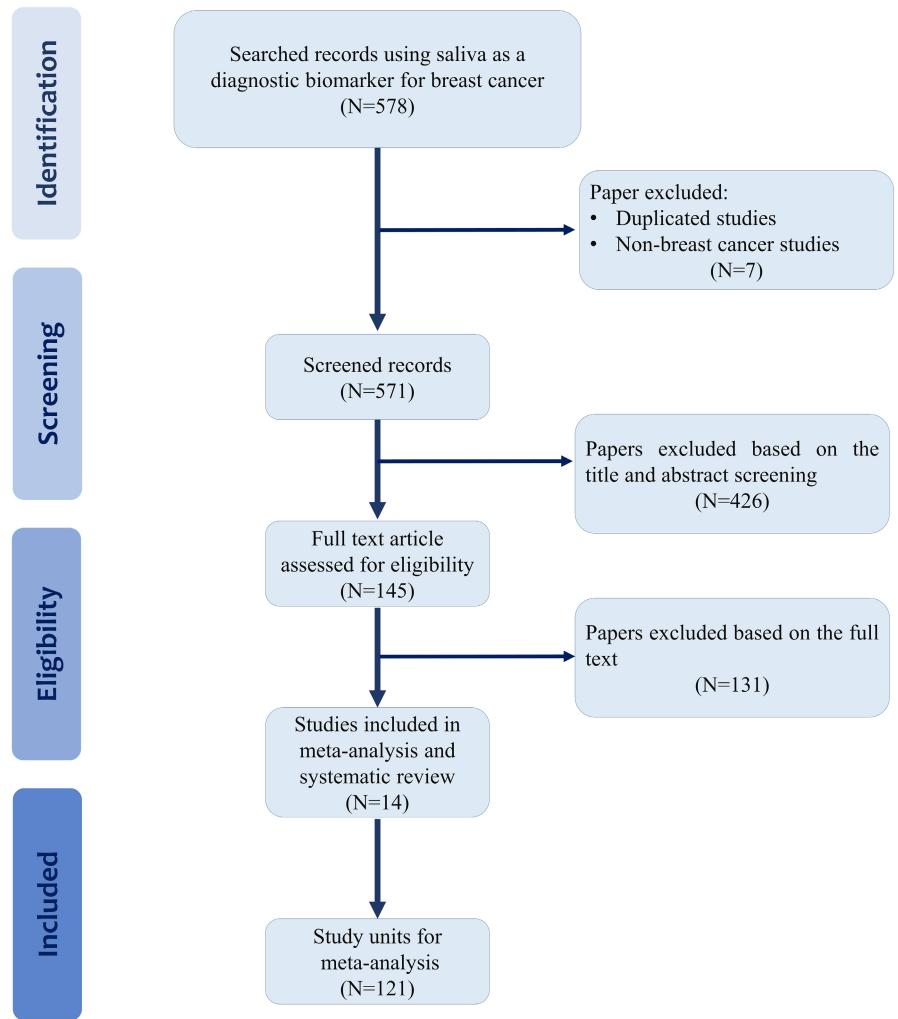 Identification
Searched records using saliva as a
diagnostic biomarker for breast cancer
(N=578)
Paper excluded:
• Duplicated studies
• Non-breast cancer studies
(N=7)
Screening
Screened records
(N=571)
Papers excluded based on the
title and abstract screening
(N=426)
Eligibility
Full text article
assessed for eligibility
(N=145)
Papers excluded based on the full
text
(N=131)
Studies included in
meta-analysis and
systematic review
(N=14)
Included
Study units for
meta-analysis
(N=121)